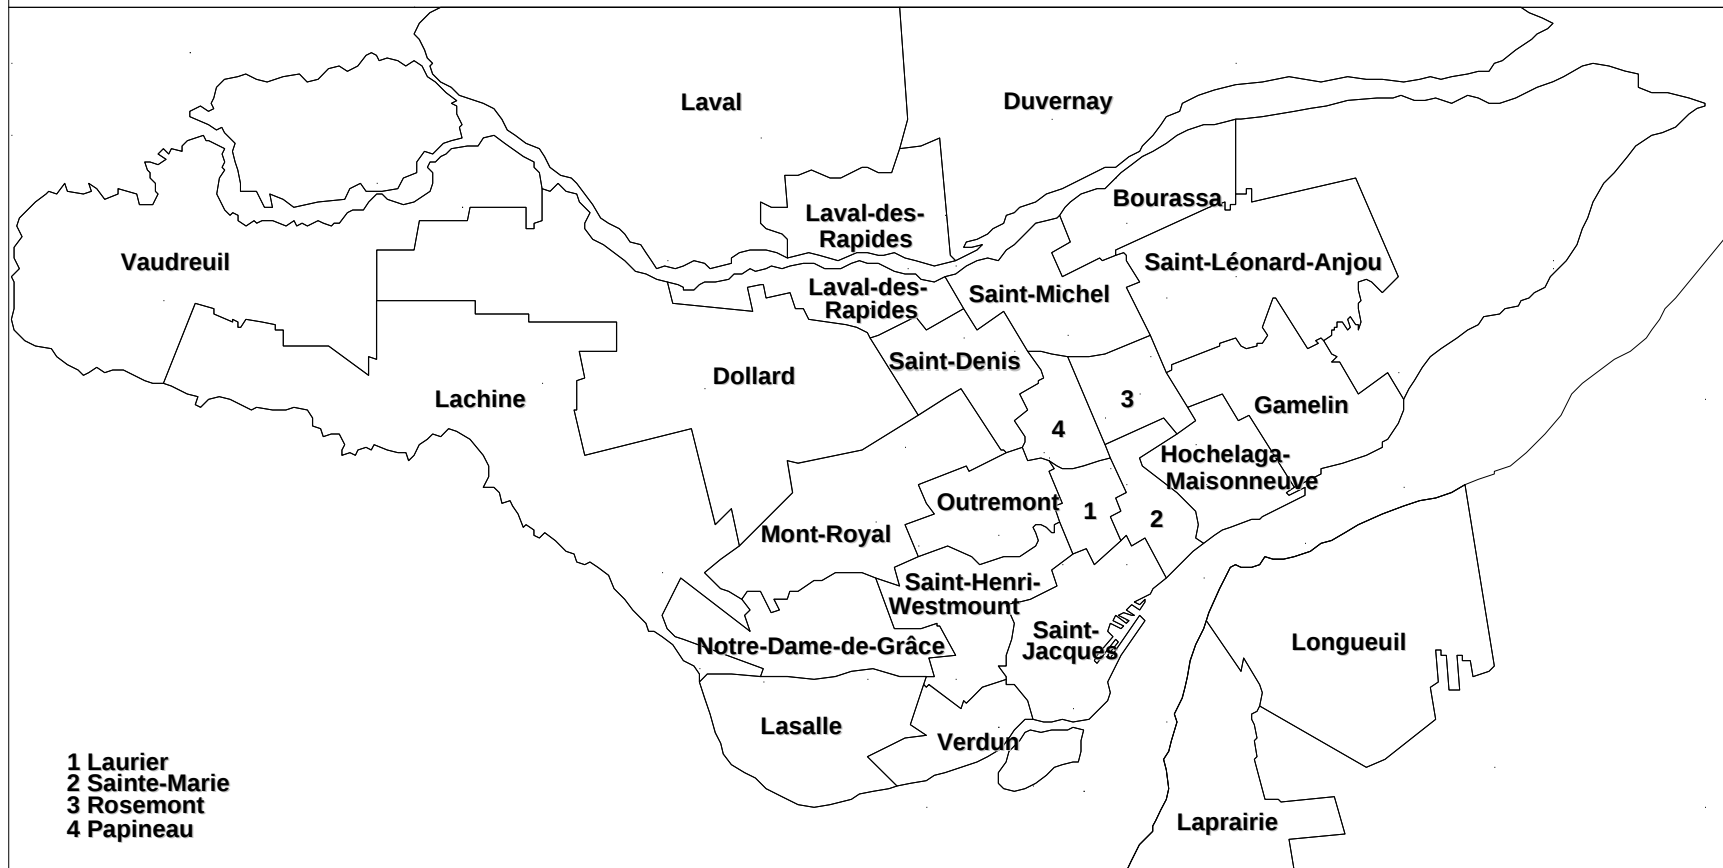 Laval
Duvernay
Bourassa
Laval-des-
Rapides
Vaudreuil
Saint-Léonard-Anjou
Laval-des-
Rapides
Saint-Michel
Saint-Denis
Dollard
Lachine
3
Gamelin
4
Hochelaga-
Maisonneuve
Outremont
1
2
Mont-Royal
Saint-Henri-
Westmount
Saint-
Jacques
Notre-Dame-de-Grâce
Longueuil
Lasalle
Verdun
Laprairie
1 Laurier
2 Sainte-Marie
3 Rosemont
4 Papineau